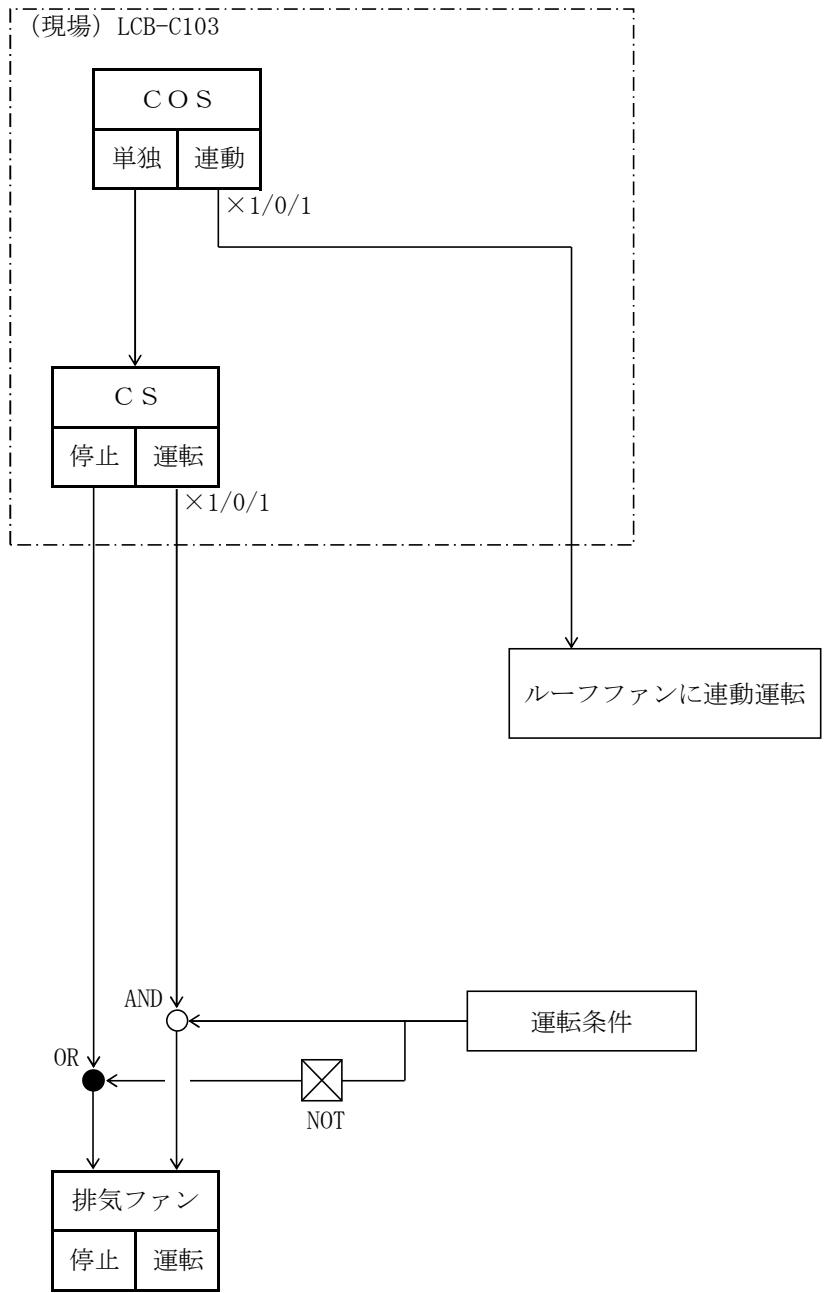 (現場) LCB-C103
ＣＯＳ
単独 連動
×1/0/1
ＣＳ
停止 運転
×1/0/1
ルーフファンに連動運転
AND
運転条件
OR
NOT
排気ファン
停止 運転